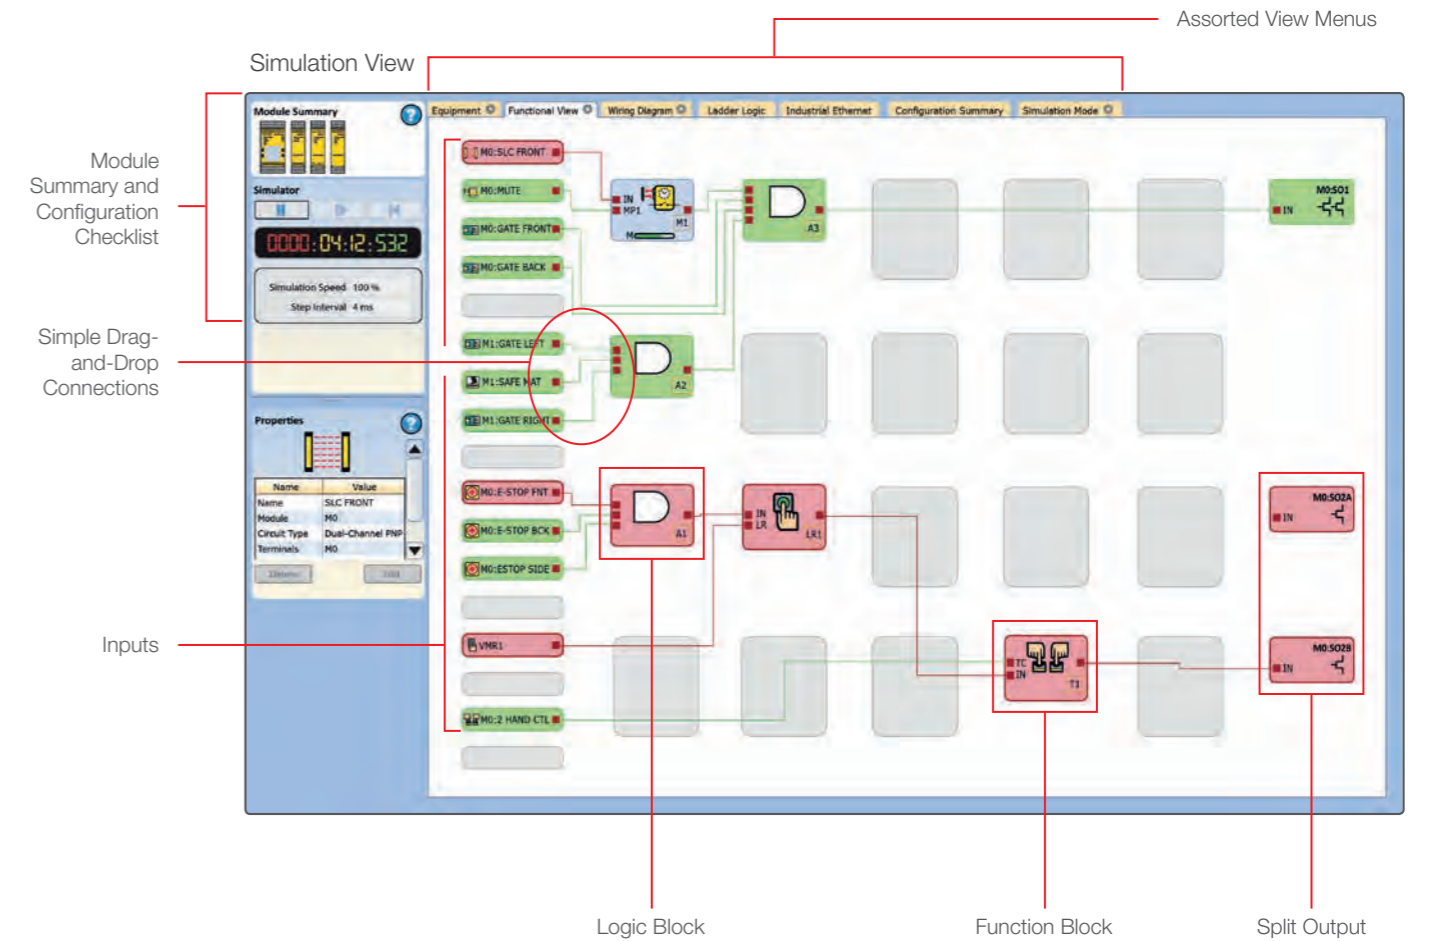 Assorted View Menus
Simulation View
Module Summary
Equipment
Functional View
Wiring Diagram
Ladder Logic
Industrial Ethernet
Configuration Summary
Simulation Mode
Module
Summary and
Configuration
Checklist
Simulator
0000:04:12:532
Simulation Speed 100 %
Step Interval 4 ms
Simple Drag-
and-Drop
Connections
Properties
Name Value
Name SLC FRONT
Module M0
Circuit Type Dual-Channel PNP
Terminals M0
Inputs
M0:SLC FRONT
M0:MUTE
M0:GATE FRONT
M0:GATE BACK
M1:GATE LEFT
M1:SAFE MAT
M1:GATE RIGHT
M0:E-STOP FNT
M0:E-STOP BCK
M0:ESTOP SIDE
VMR1
M0:2 HAND CTL
IN
MP1
M1
M
A3
A2
A1
IN
LR
LR1
TC
IN
T1
M0:SO1
IN
M0:SO2A
IN
M0:SO2B
IN
Logic Block
Function Block
Split Output